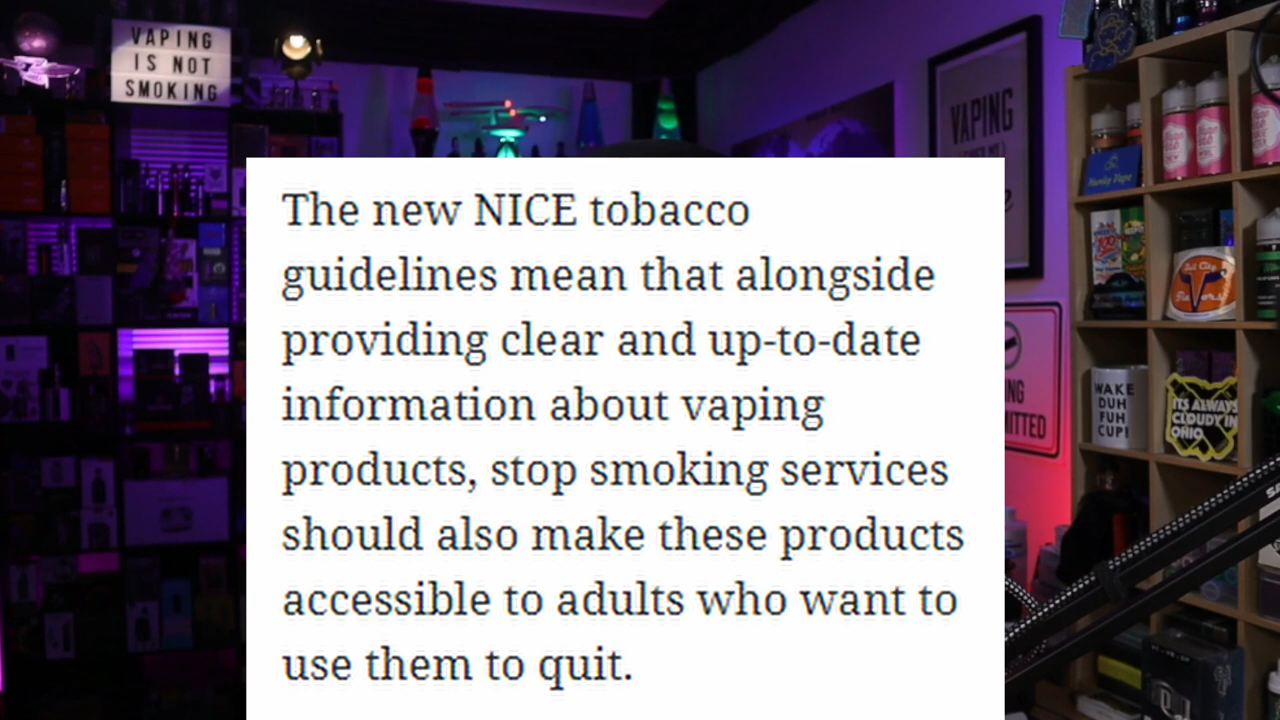 VAPING
IS NOT
SMOKING
VAPING
The new NICE tobacco
guidelines mean that alongside
providing clear and up-to-date
information about vaping
products, stop smoking services
should also make these products
accessible to adults who want to
use them to quit.
Humky Vape
WAKE
DUH
FUH
CUP!
ITS ALWAYS
CLOUDY IN
OHIO